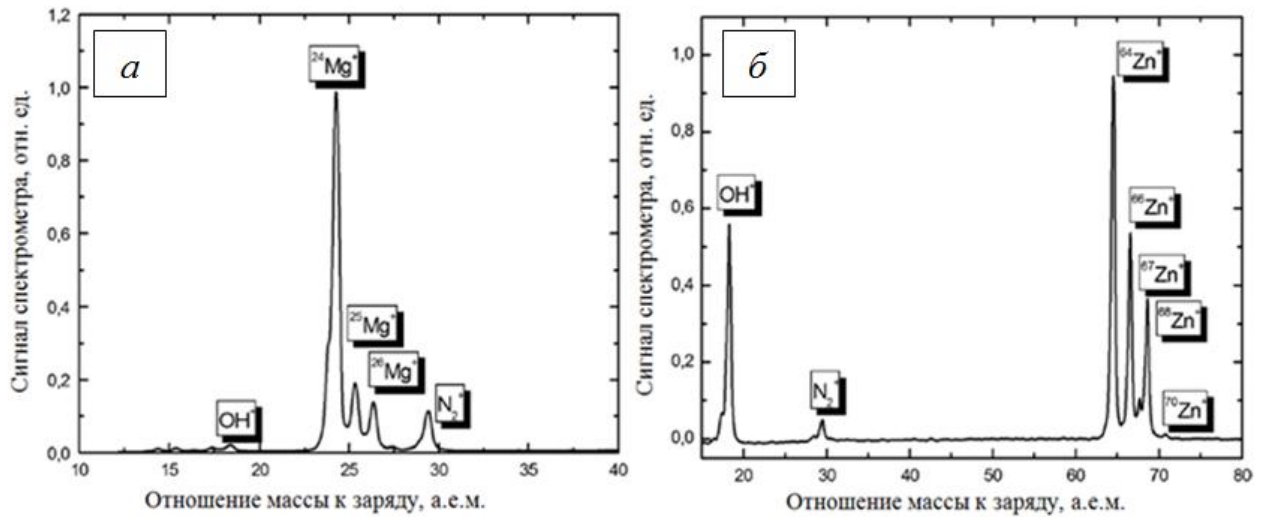 а
1,2
1,0
0,8
0,6
0,4
0,2
0,0
Сигнал спектрометра, отн. ед.
²⁴Mg⁺
²⁵Mg⁺
²⁶Mg⁺
OH⁺
N₂⁺
10 15 20 25 30 35 40
Отношение массы к заряду, а.е.м.
б
1,0
0,8
0,6
0,4
0,2
0,0
Сигнал спектрометра, отн. ед.
⁶⁴Zn⁺
OH⁺
⁶⁶Zn⁺
⁶⁷Zn⁺
⁶⁸Zn⁺
N₂⁺
⁷⁰Zn⁺
20 30 40 50 60 70 80
Отношение массы к заряду, а.е.м.